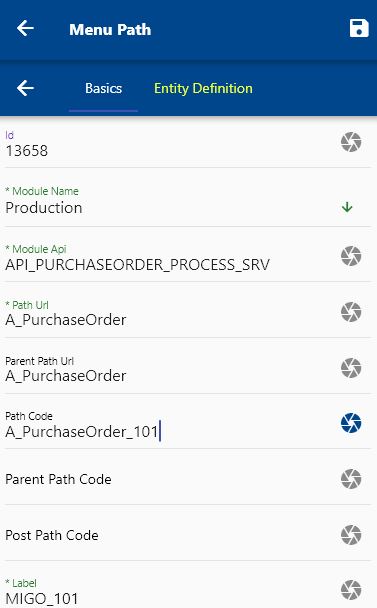 Menu Path
Basics Entity Definition
Id
13658
* Module Name
Production
* Module Api
API_PURCHASEORDER_PROCESS_SRV
* Path Url
A_PurchaseOrder
Parent Path Url
A_PurchaseOrder
Path Code
A_PurchaseOrder_101
Parent Path Code
Post Path Code
* Label
MIGO_101